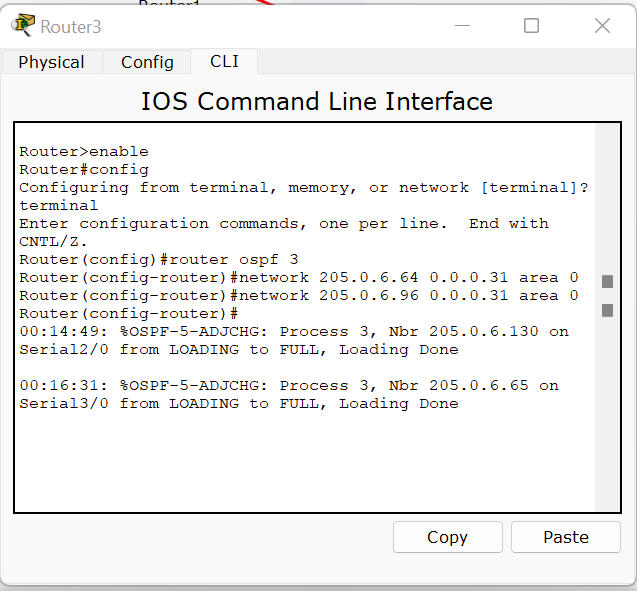 Router1
Router3
Physical Config CLI
IOS Command Line Interface
Router>enable
Router#config
Configuring from terminal, memory, or network [terminal]?
terminal
Enter configuration commands, one per line.  End with
CNTL/Z.
Router(config)#router ospf 3
Router(config-router)#network 205.0.6.64 0.0.0.31 area 0
Router(config-router)#network 205.0.6.96 0.0.0.31 area 0
Router(config-router)#
00:14:49: %OSPF-5-ADJCHG: Process 3, Nbr 205.0.6.130 on
Serial2/0 from LOADING to FULL, Loading Done
00:16:31: %OSPF-5-ADJCHG: Process 3, Nbr 205.0.6.65 on
Serial3/0 from LOADING to FULL, Loading Done
Copy Paste